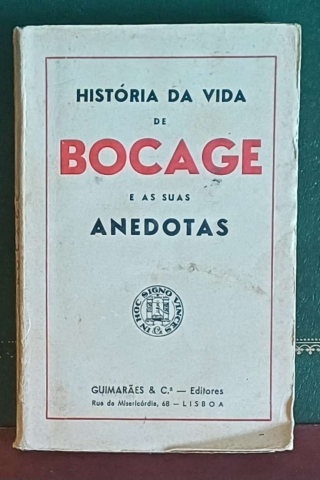 HISTÓRIA DA VIDA
DE
BOCAGE
E AS SUAS
ANEDOTAS
IN HOC SIGNO VINCES
GUIMARÃES & C.ª — Editores
Rua da Misericórdia, 68 — LISBOA